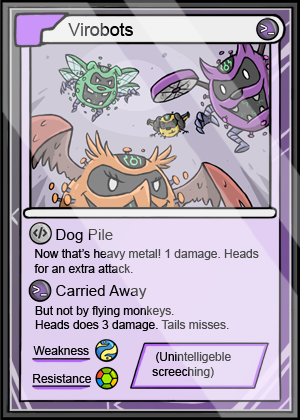 Virobots
>_
</> Dog Pile
Now that's heavy metal! 1 damage. Heads
for an extra attack.
>_ Carried Away
But not by flying monkeys.
Heads does 3 damage. Tails misses.
Weakness
(Unintelligeble
screeching)
Resistance